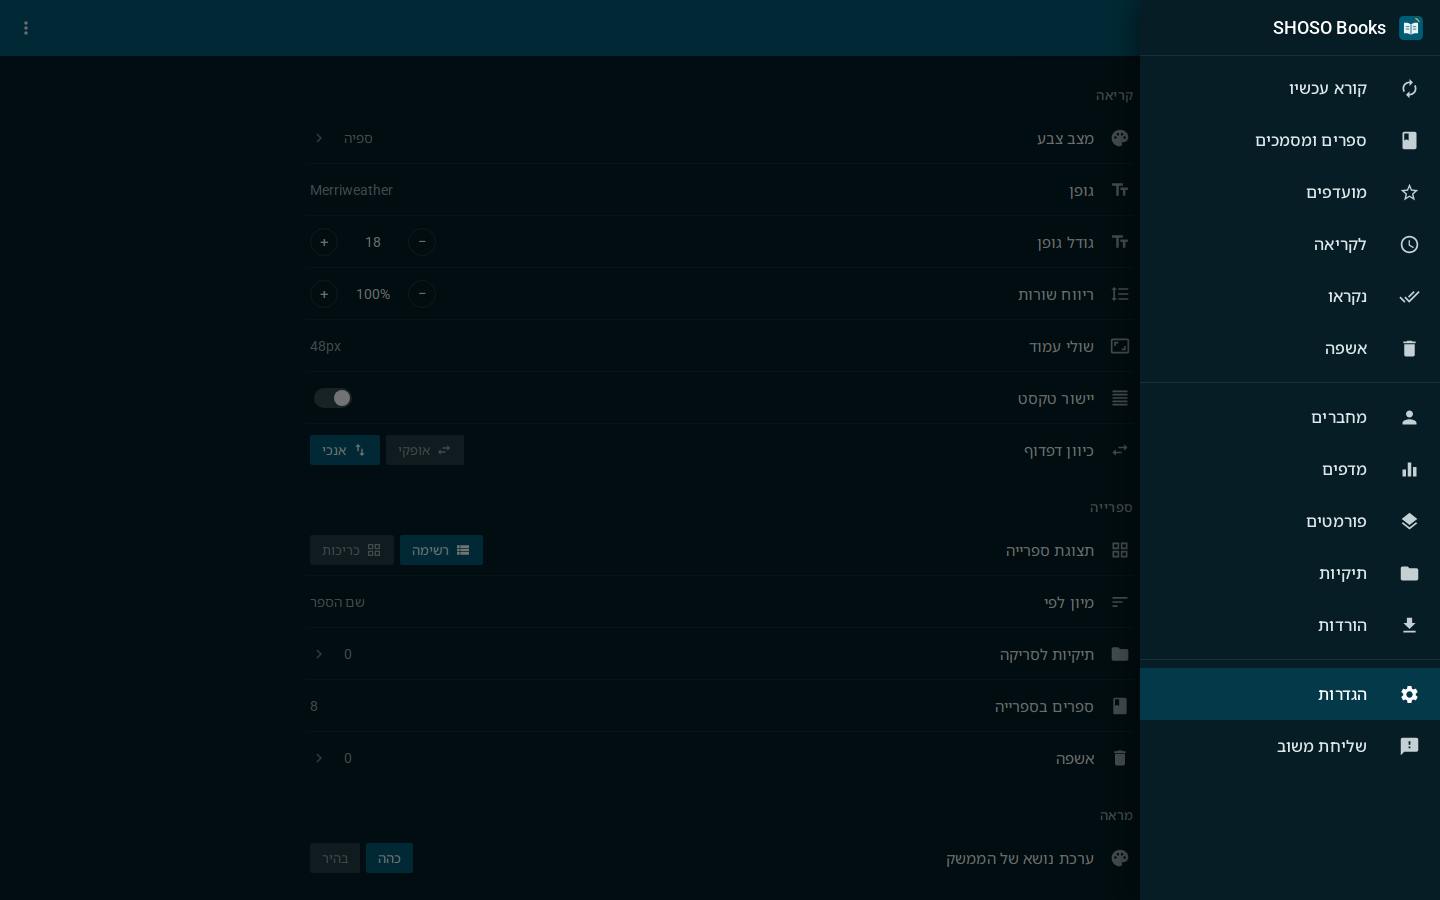 SHOSO Books
קורא עכשיו
ספרים ומסמכים
מועדפים
לקריאה
נקראו
אשפה
מחברים
מדפים
פורמטים
תיקיות
הורדות
הגדרות
שליחת משוב
קריאה
מצב צבע
ספיה
גופן
Merriweather
גודל גופן
− 18 +
ריווח שורות
− 100% +
שולי עמוד
48px
יישור טקסט
כיוון דפדוף
אופקי
אנכי
ספרייה
תצוגת ספרייה
רשימה
כריכות
מיון לפי
שם הספר
תיקיות לסריקה
0
ספרים בספרייה
8
אשפה
0
מראה
ערכת נושא של הממשק
כהה
בהיר